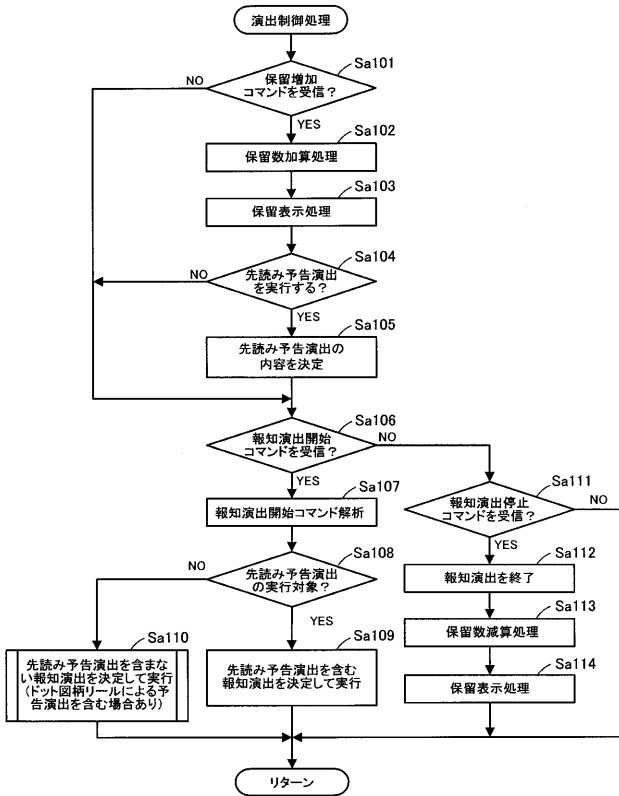 演出制御処理
Sa101
保留増加
コマンドを受信？
NO
YES
Sa102
保留数加算処理
Sa103
保留表示処理
Sa104
先読み予告演出
を実行する？
NO
YES
Sa105
先読み予告演出の
内容を決定
Sa106
報知演出開始
コマンドを受信？
NO
YES
Sa107
報知演出開始コマンド解析
Sa108
先読み予告演出
の実行対象？
NO
YES
Sa109
先読み予告演出を含む
報知演出を決定して実行
Sa110
先読み予告演出を含まな
い報知演出を決定して実行
(ドット図柄リールによる予
告演出を含む場合あり)
Sa111
報知演出停止
コマンドを受信？
NO
YES
Sa112
報知演出を終了
Sa113
保留数減算処理
Sa114
保留表示処理
リターン